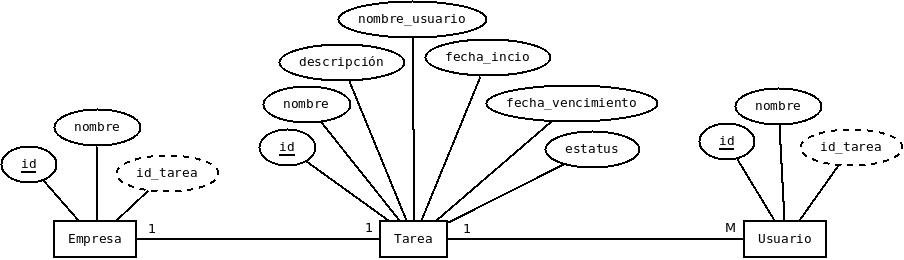 nombre_usuario
descripción
fecha_incio
nombre
fecha_vencimiento
nombre
nombre
id
estatus
id
id_tarea
id
id_tarea
Empresa
1
1
Tarea
1
M
Usuario